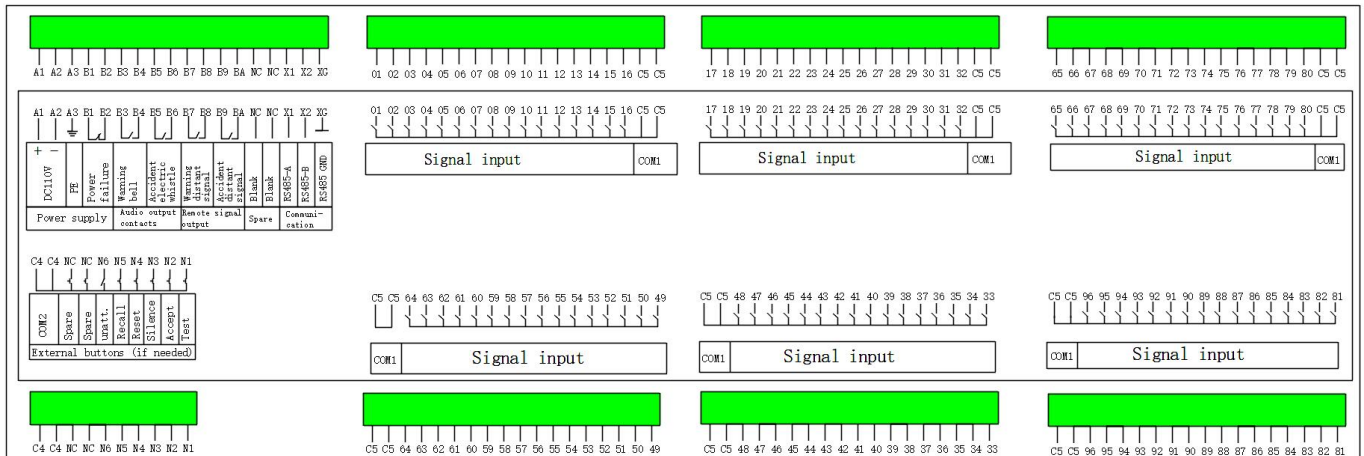 A1 A2 A3 B1 B2 B3 B4 B5 B6 B7 B8 B9 BA NC NC X1 X2 XG
01 02 03 04 05 06 07 08 09 10 11 12 13 14 15 16 C5 C5
17 18 19 20 21 22 23 24 25 26 27 28 29 30 31 32 C5 C5
65 66 67 68 69 70 71 72 73 74 75 76 77 78 79 80 C5 C5
A1 A2 A3 B1 B2 B3 B4 B5 B6 B7 B8 B9 BA NC NC X1 X2 XG
+ −
DC110V
PE
Power
failure
Warning
bell
Accident
electric
whistle
Warning
distant
signal
Accident
distant
signal
Blank
Blank
RS485-A
RS485-B
RS485 GND
Power supply
Audio output
contacts
Remote signal
output
Spare
Communi-
cation
01 02 03 04 05 06 07 08 09 10 11 12 13 14 15 16 C5 C5
Signal input
COM1
17 18 19 20 21 22 23 24 25 26 27 28 29 30 31 32 C5 C5
Signal input
COM1
65 66 67 68 69 70 71 72 73 74 75 76 77 78 79 80 C5 C5
Signal input
COM1
C4 C4 NC NC N6 N5 N4 N3 N2 N1
COM2
Spare
Spare
unatt.
Recall
Reset
Silence
Accept
Test
External buttons (if needed)
C5 C5 64 63 62 61 60 59 58 57 56 55 54 53 52 51 50 49
COM1
Signal input
C5 C5 48 47 46 45 44 43 42 41 40 39 38 37 36 35 34 33
COM1
Signal input
C5 C5 96 95 94 93 92 91 90 89 88 87 86 85 84 83 82 81
COM1
Signal input
C4 C4 NC NC N6 N5 N4 N3 N2 N1
C5 C5 64 63 62 61 60 59 58 57 56 55 54 53 52 51 50 49
C5 C5 48 47 46 45 44 43 42 41 40 39 38 37 36 35 34 33
C5 C5 96 95 94 93 92 91 90 89 88 87 86 85 84 83 82 81